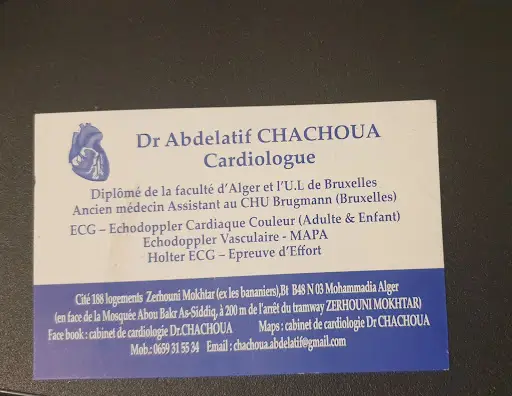 Dr Abdelatif CHACHOUA
Cardiologue
Diplômé de la faculté d'Alger et l'U.L de Bruxelles
Ancien médecin Assistant au CHU Brugmann (Bruxelles)
ECG – Echodoppler Cardiaque Couleur (Adulte & Enfant)
Echodoppler Vasculaire - MAPA
Holter ECG – Epreuve d'Effort
Cité 188 logements Zerhouni Mokhtar (ex les bananiers),Bt B48 N 03 Mohammadia Alger
(en face de la Mosquée Abou Bakr As-Siddiq, à 200 m de l'arrêt du tramway ZERHOUNI MOKHTAR)
Face book : cabinet de cardiologie Dr.CHACHOUA Maps : cabinet de cardiologie Dr CHACHOUA
Mob.: 0659 31 55 34 Email : chachoua.abdelatif@gmail.com